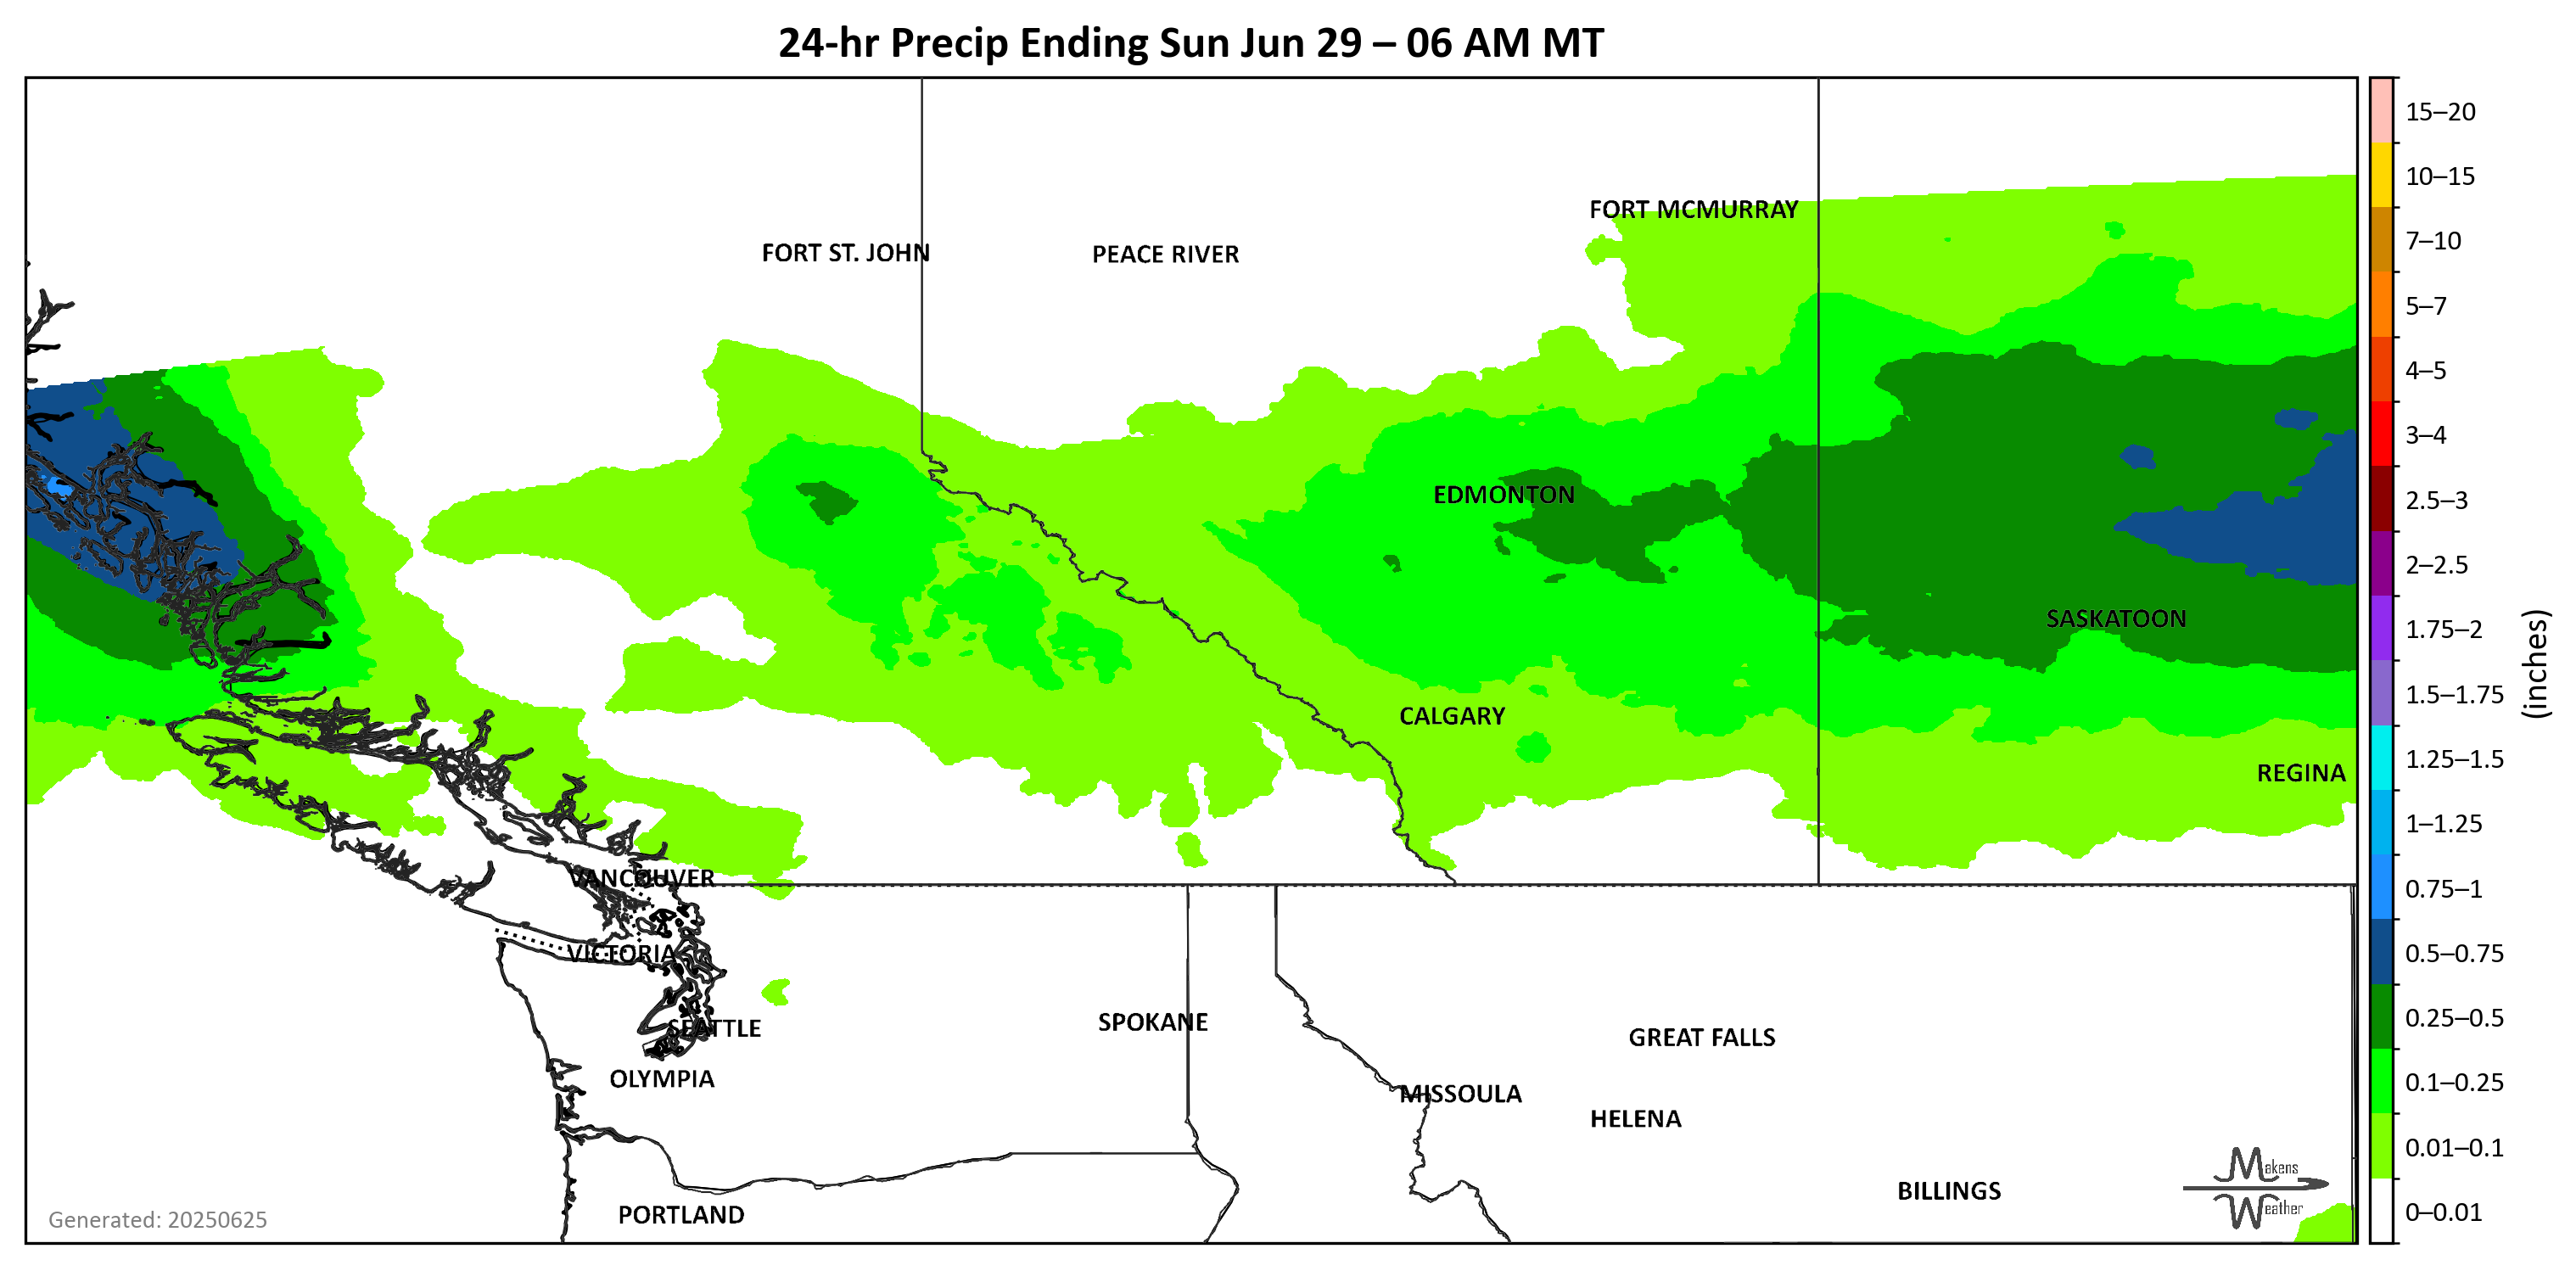 24-hr Precip Ending Sun Jun 29 – 06 AM MT
FORT MCMURRAY
FORT ST. JOHN
PEACE RIVER
EDMONTON
SASKATOON
CALGARY
REGINA
VANCOUVER
VICTORIA
SPOKANE
SEATTLE
GREAT FALLS
OLYMPIA
MISSOULA
HELENA
BILLINGS
PORTLAND
Generated: 20250625
Makens
Weather
15–20
10–15
7–10
5–7
4–5
3–4
2.5–3
2–2.5
1.75–2
1.5–1.75
1.25–1.5
1–1.25
0.75–1
0.5–0.75
0.25–0.5
0.1–0.25
0.01–0.1
0–0.01
(inches)